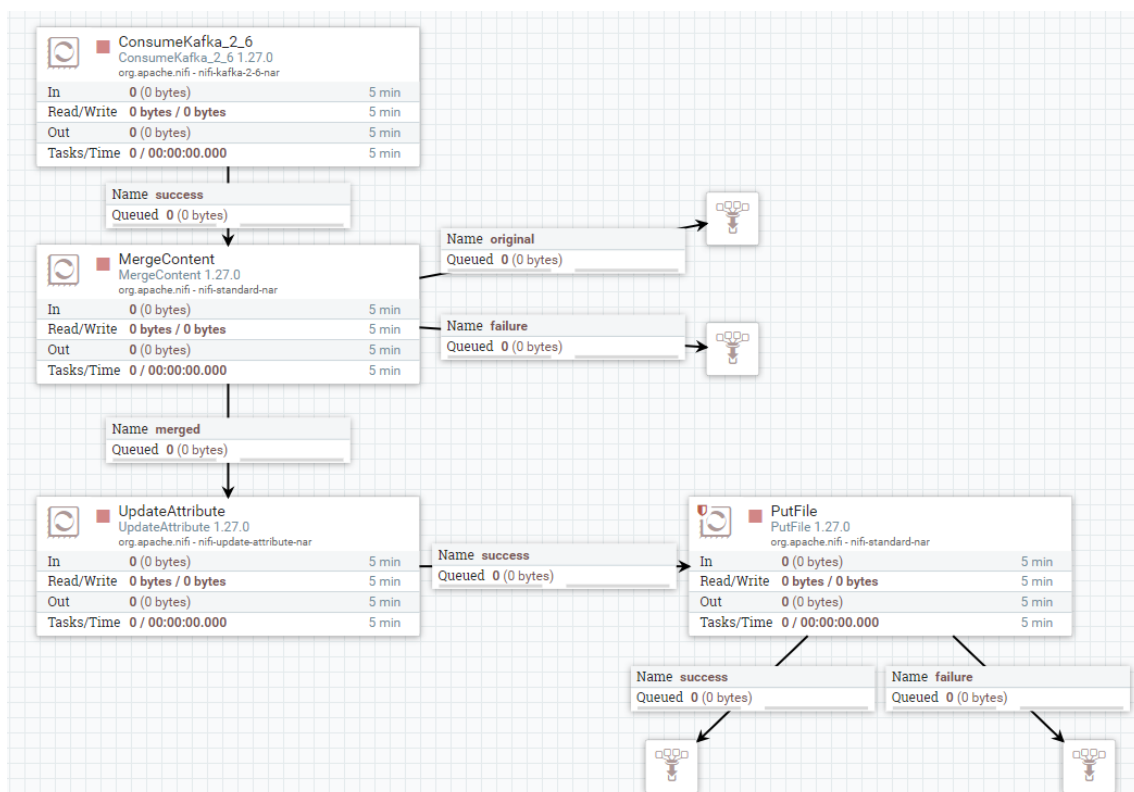 ConsumeKafka_2_6
ConsumeKafka_2_6 1.27.0
org.apache.nifi - nifi-kafka-2-6-nar
In 0 (0 bytes) 5 min
Read/Write 0 bytes / 0 bytes 5 min
Out 0 (0 bytes) 5 min
Tasks/Time 0 / 00:00:00.000 5 min
Name success
Queued 0 (0 bytes)
MergeContent
MergeContent 1.27.0
org.apache.nifi - nifi-standard-nar
In 0 (0 bytes) 5 min
Read/Write 0 bytes / 0 bytes 5 min
Out 0 (0 bytes) 5 min
Tasks/Time 0 / 00:00:00.000 5 min
Name original
Queued 0 (0 bytes)
Name failure
Queued 0 (0 bytes)
Name merged
Queued 0 (0 bytes)
UpdateAttribute
UpdateAttribute 1.27.0
org.apache.nifi - nifi-update-attribute-nar
In 0 (0 bytes) 5 min
Read/Write 0 bytes / 0 bytes 5 min
Out 0 (0 bytes) 5 min
Tasks/Time 0 / 00:00:00.000 5 min
Name success
Queued 0 (0 bytes)
PutFile
PutFile 1.27.0
org.apache.nifi - nifi-standard-nar
In 0 (0 bytes) 5 min
Read/Write 0 bytes / 0 bytes 5 min
Out 0 (0 bytes) 5 min
Tasks/Time 0 / 00:00:00.000 5 min
Name success
Queued 0 (0 bytes)
Name failure
Queued 0 (0 bytes)